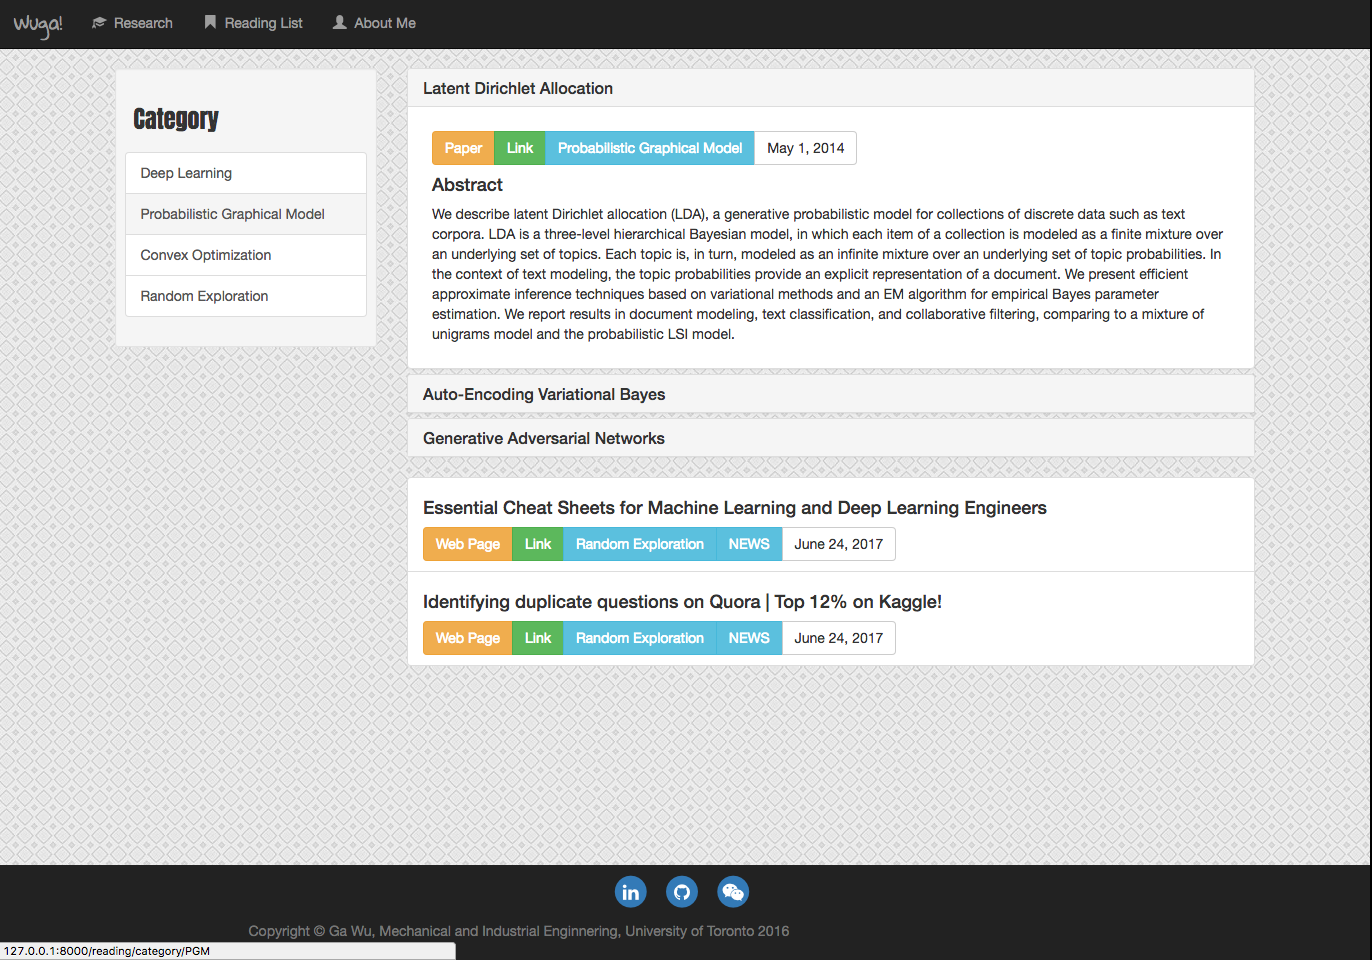 Wuga!
Research
Reading List
About Me
Category
Deep Learning
Probabilistic Graphical Model
Convex Optimization
Random Exploration
Latent Dirichlet Allocation
Paper Link Probabilistic Graphical Model May 1, 2014
Abstract
We describe latent Dirichlet allocation (LDA), a generative probabilistic model for collections of discrete data such as text
corpora. LDA is a three-level hierarchical Bayesian model, in which each item of a collection is modeled as a finite mixture over
an underlying set of topics. Each topic is, in turn, modeled as an infinite mixture over an underlying set of topic probabilities. In
the context of text modeling, the topic probabilities provide an explicit representation of a document. We present efficient
approximate inference techniques based on variational methods and an EM algorithm for empirical Bayes parameter
estimation. We report results in document modeling, text classification, and collaborative filtering, comparing to a mixture of
unigrams model and the probabilistic LSI model.
Auto-Encoding Variational Bayes
Generative Adversarial Networks
Essential Cheat Sheets for Machine Learning and Deep Learning Engineers
Web Page Link Random Exploration NEWS June 24, 2017
Identifying duplicate questions on Quora | Top 12% on Kaggle!
Web Page Link Random Exploration NEWS June 24, 2017
in
Copyright © Ga Wu, Mechanical and Industrial Enginnering, University of Toronto 2016
127.0.0.1:8000/reading/category/PGM